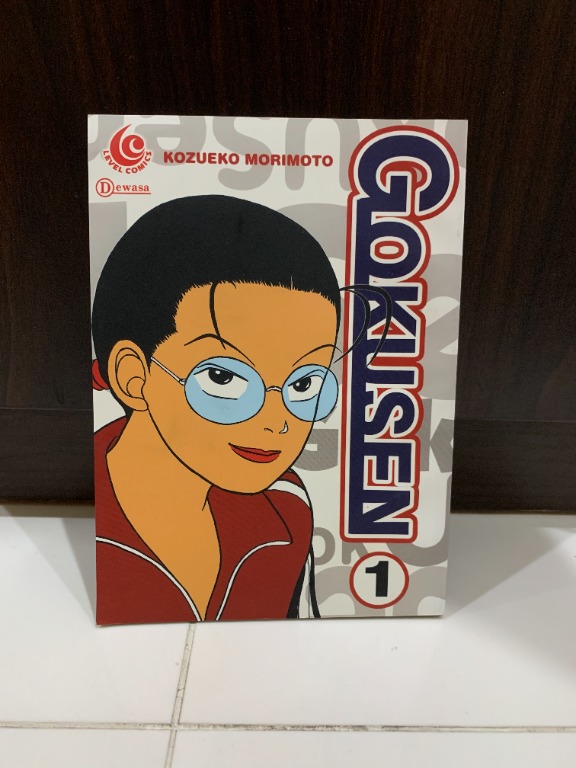 LEVEL COMICS
Dewasa
KOZUEKO MORIMOTO
GOKUSEN
1